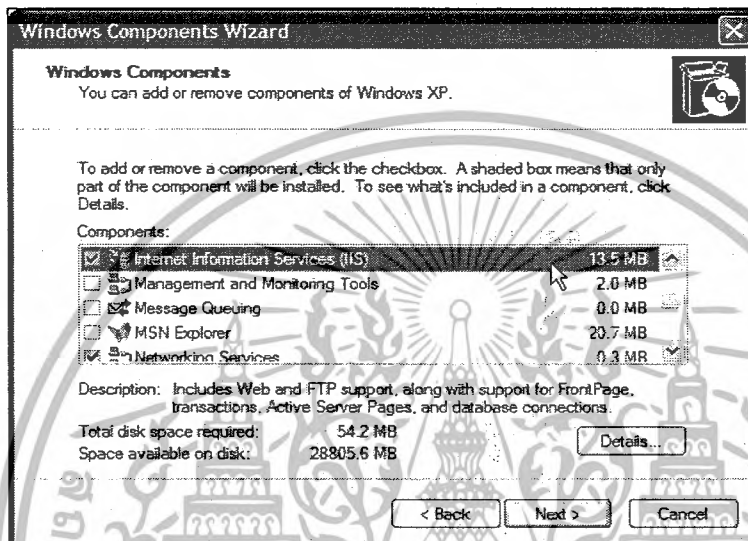 Windows Components Wizard
Windows Components
You can add or remove components of Windows XP.
To add or remove a component, click the checkbox. A shaded box means that only
part of the component will be installed. To see what's included in a component, click
Details.
Components:
Internet Information Services (IIS) 13.5 MB
Management and Monitoring Tools 2.0 MB
Message Queuing 0.0 MB
MSN Explorer 20.7 MB
Networking Services 0.3 MB
Description: Includes Web and FTP support, along with support for FrontPage,
transactions, Active Server Pages, and database connections.
Total disk space required: 54.2 MB
Details...
Space available on disk: 28805.6 MB
< Back Next > Cancel